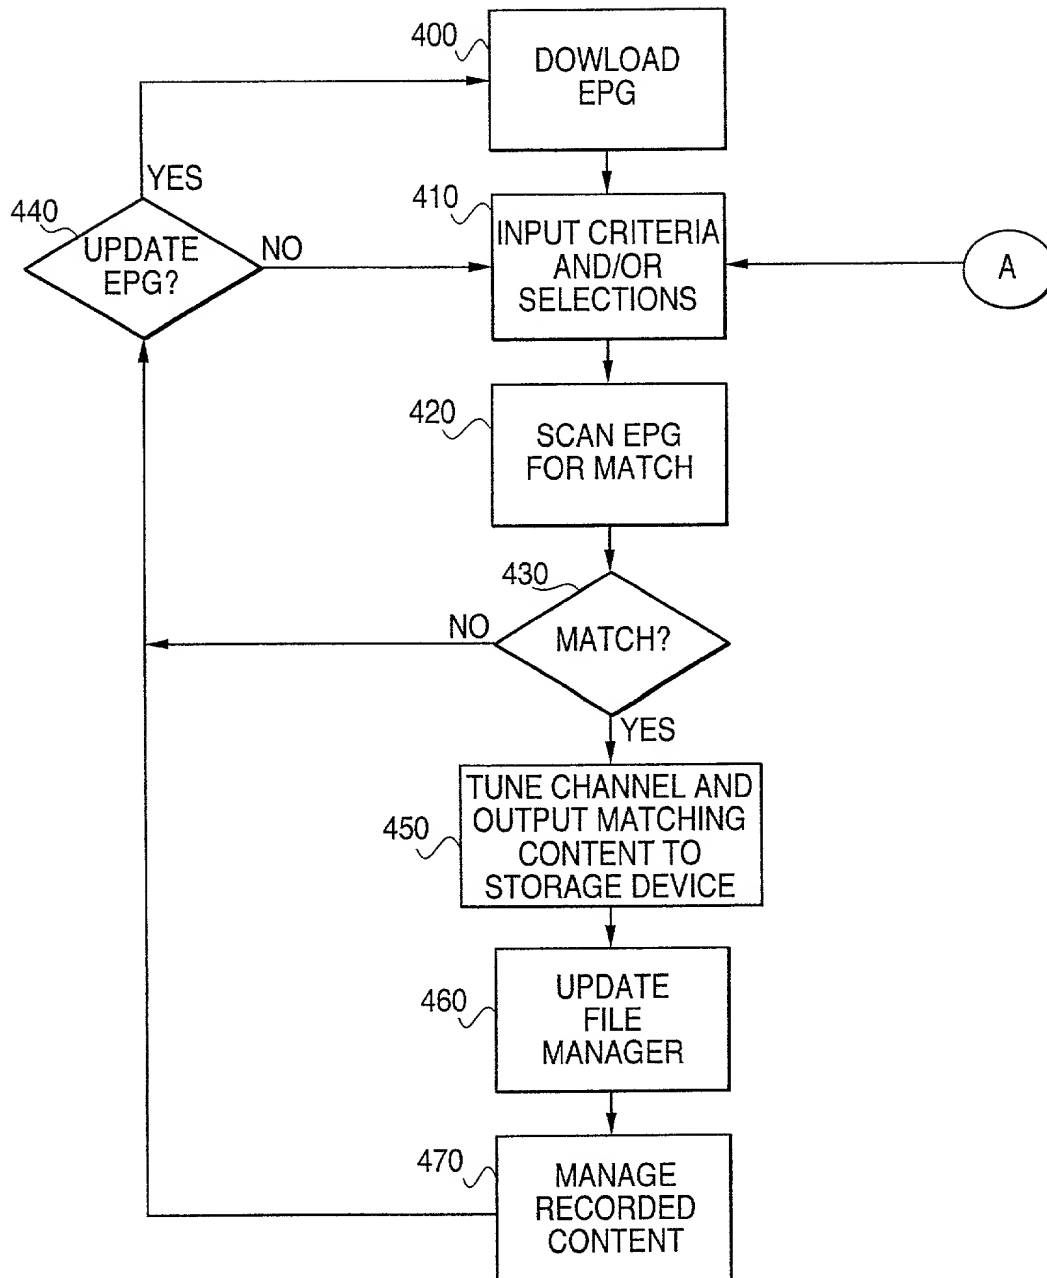 400
DOWLOAD
EPG
YES
440
UPDATE
EPG?
NO
410
INPUT CRITERIA
AND/OR
SELECTIONS
A
420
SCAN EPG
FOR MATCH
430
NO
MATCH?
YES
450
TUNE CHANNEL AND
OUTPUT MATCHING
CONTENT TO
STORAGE DEVICE
460
UPDATE
FILE
MANAGER
470
MANAGE
RECORDED
CONTENT